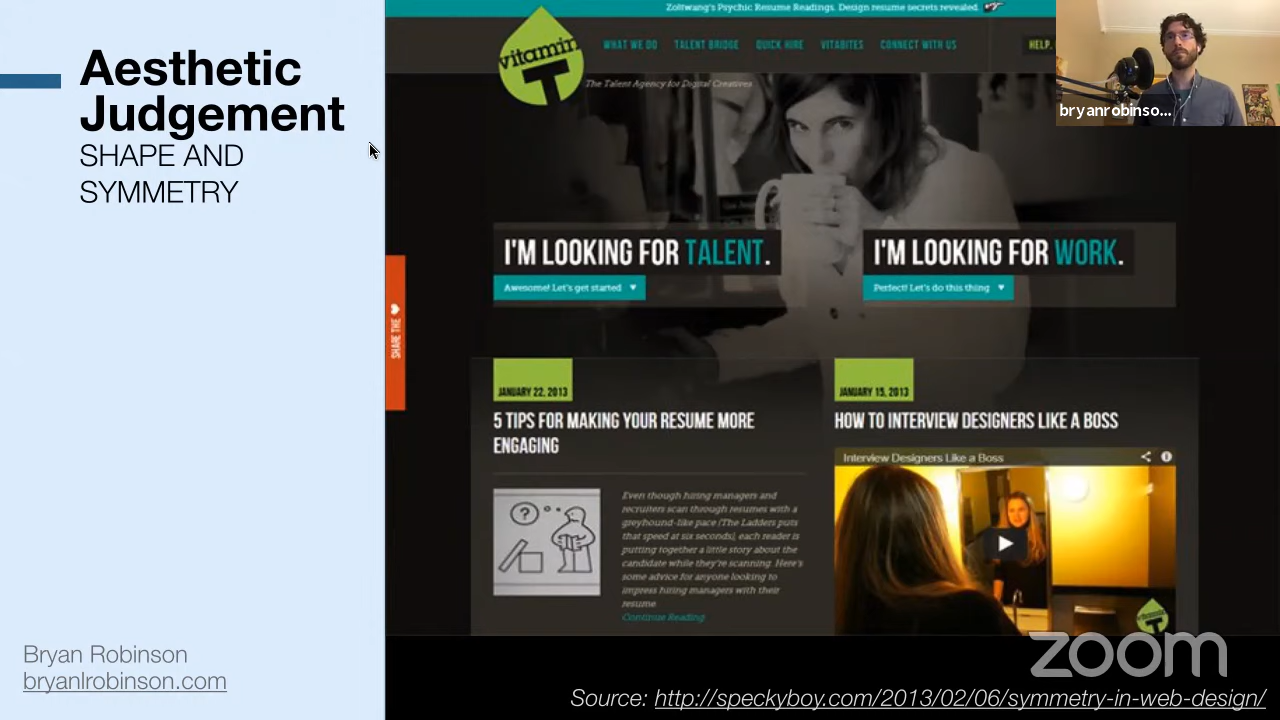 Aesthetic
Judgement
SHAPE AND
SYMMETRY
Bryan Robinson
bryanlrobinson.com
Zoltwang's Psychic Resume Readings. Design resume secrets revealed.
vitamin
T
WHAT WE DO TALENT BRIDGE QUICK HIRE VITABITES CONNECT WITH US HELP.
The Talent Agency for Digital Creatives
bryanrobinso...
I'M LOOKING FOR TALENT.
Awesome! Let's get started
I'M LOOKING FOR WORK.
Perfect! Let's do this thing
SHARE THE
JANUARY 22, 2013
5 TIPS FOR MAKING YOUR RESUME MORE
ENGAGING
Even though hiring managers and
recruiters scan through resumes with a
greyhound-like pace (The Ladders puts
that speed at six seconds), each reader is
putting together a little story about the
candidate while they're scanning. Here's
some advice for anyone looking to
impress hiring managers with their
resume.
Continue Reading
JANUARY 15, 2013
HOW TO INTERVIEW DESIGNERS LIKE A BOSS
Interview Designers Like a Boss
T
zoom
Source: http://speckyboy.com/2013/02/06/symmetry-in-web-design/